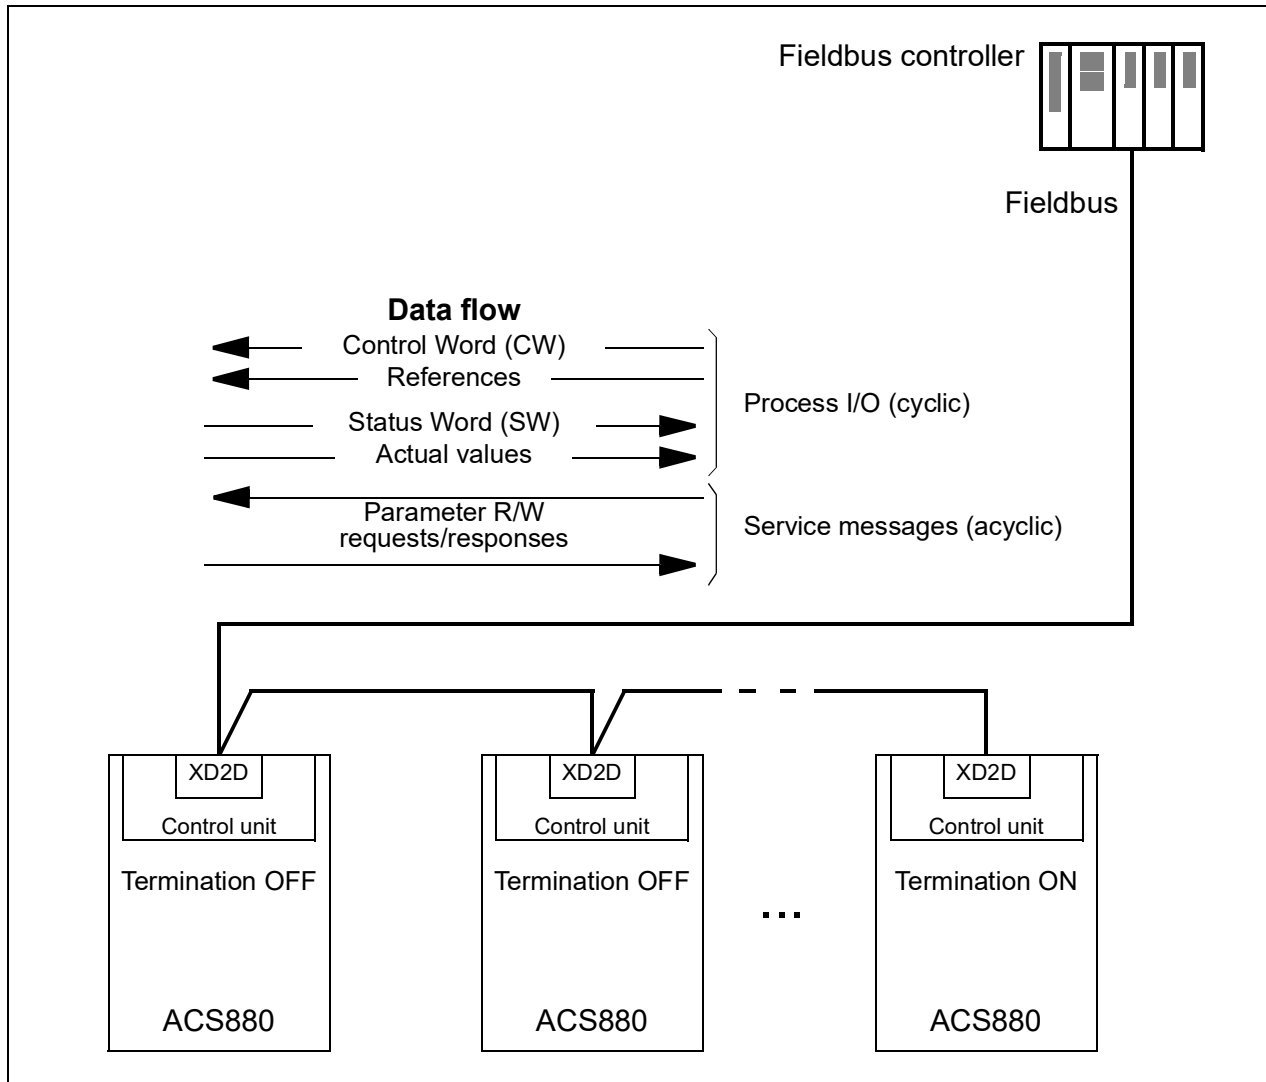 Fieldbus controller
Fieldbus
Data flow
Control Word (CW)
References
Status Word (SW)
Actual values
Process I/O (cyclic)
Parameter R/W
requests/responses
Service messages (acyclic)
XD2D
Control unit
Termination OFF
ACS880
XD2D
Control unit
Termination OFF
ACS880
...
XD2D
Control unit
Termination ON
ACS880